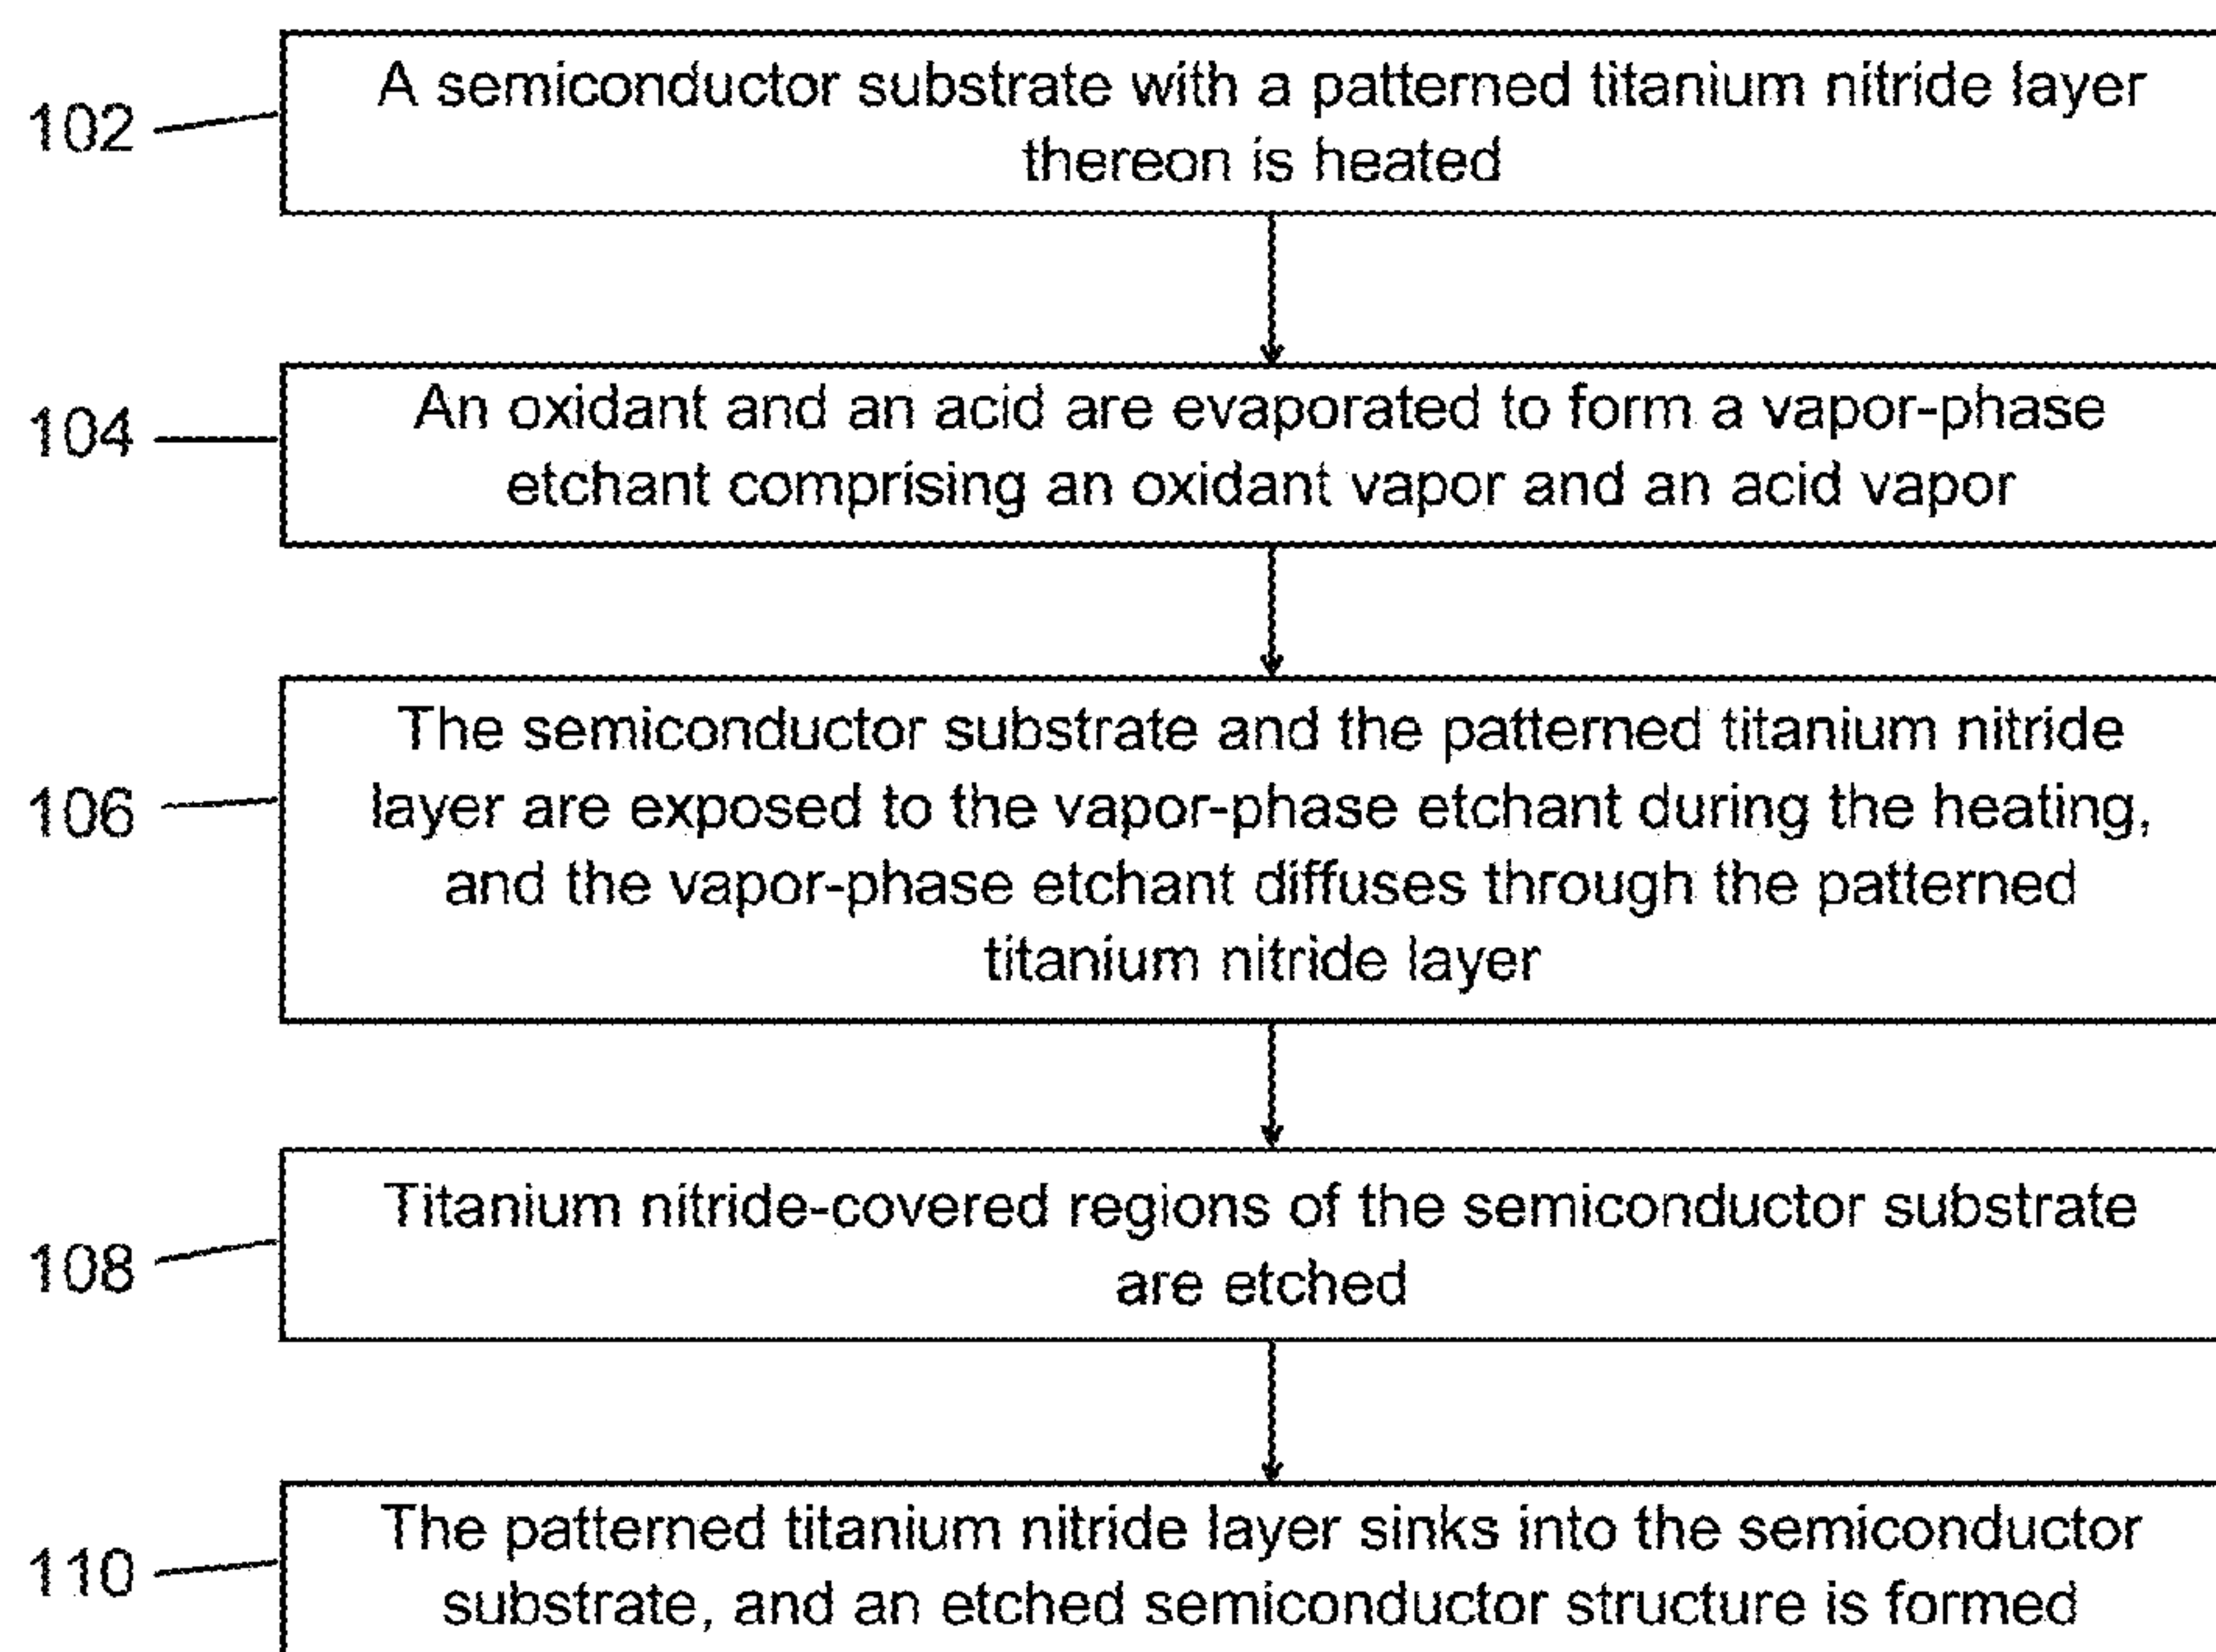 102
A semiconductor substrate with a patterned titanium nitride layer
thereon is heated
104
An oxidant and an acid are evaporated to form a vapor-phase
etchant comprising an oxidant vapor and an acid vapor
106
The semiconductor substrate and the patterned titanium nitride
layer are exposed to the vapor-phase etchant during the heating,
and the vapor-phase etchant diffuses through the patterned
titanium nitride layer
108
Titanium nitride-covered regions of the semiconductor substrate
are etched
110
The patterned titanium nitride layer sinks into the semiconductor
substrate, and an etched semiconductor structure is formed